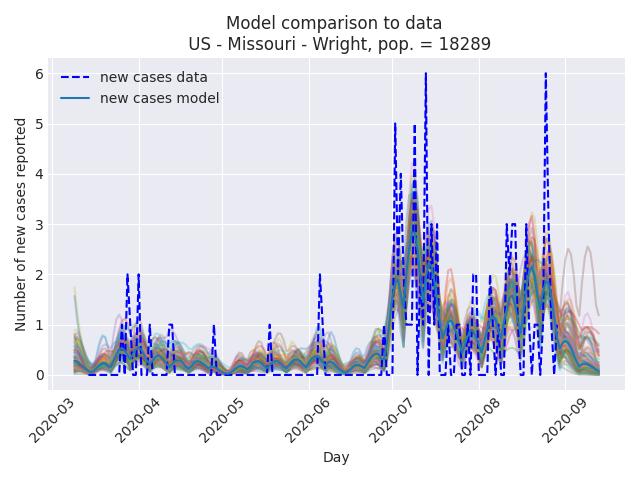 Model comparison to data
US - Missouri - Wright, pop. = 18289
new cases data
new cases model
Number of new cases reported
6
5
4
3
2
1
0
2020-03
2020-04
2020-05
2020-06
2020-07
2020-08
2020-09
Day